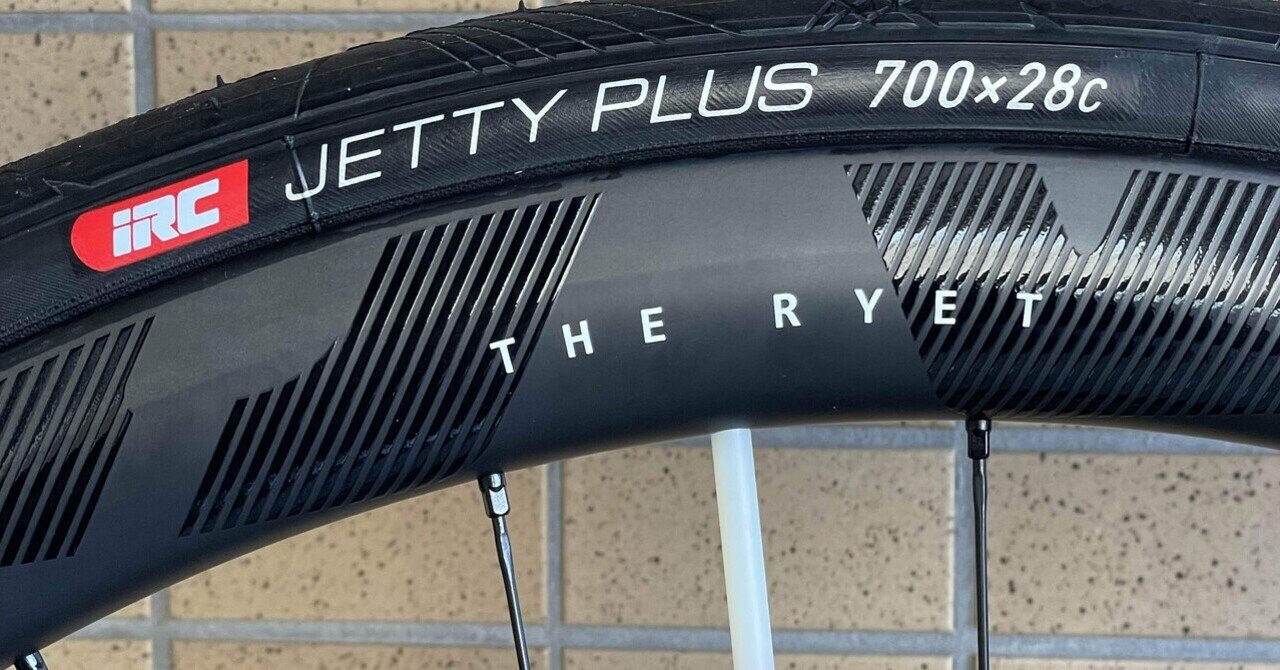 iRC JETTY PLUS 700×28C
THE RYET